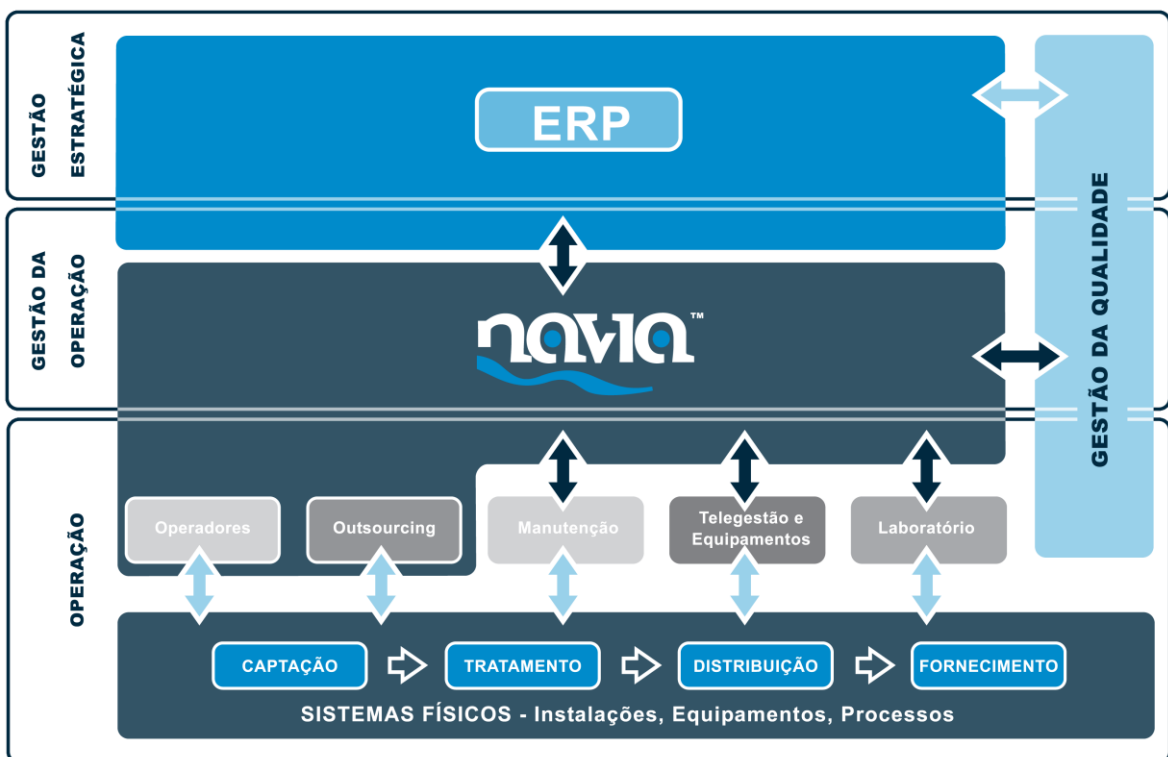 GESTÃO
ESTRATÉGICA
ERP
GESTÃO DA
OPERAÇÃO
navia™
GESTÃO DA QUALIDADE
OPERAÇÃO
Operadores
Outsourcing
Manutenção
Telegestão e
Equipamentos
Laboratório
CAPTAÇÃO
TRATAMENTO
DISTRIBUIÇÃO
FORNECIMENTO
SISTEMAS FÍSICOS - Instalações, Equipamentos, Processos